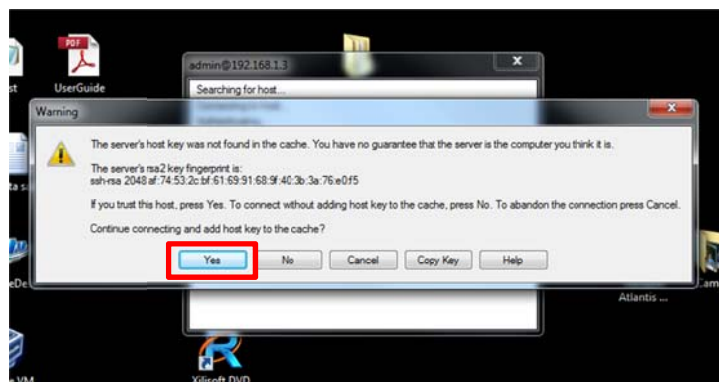 PDF
st
UserGuide
admin@192.168.1.3
x
Searching for host...
Warning
x
The server's host key was not found in the cache. You have no guarantee that the server is the computer you think it is.
The server's rsa2 key fingerprint is:
ssh-rsa 2048 af:74:53:2c:bf:61:69:91:68:9f:40:3b:3a:76:e0:f5
If you trust this host, press Yes. To connect without adding host key to the cache, press No. To abandon the connection press Cancel.
Continue connecting and add host key to the cache?
Yes No Cancel Copy Key Help
Atlantis ...
VM
Xilisoft DVD